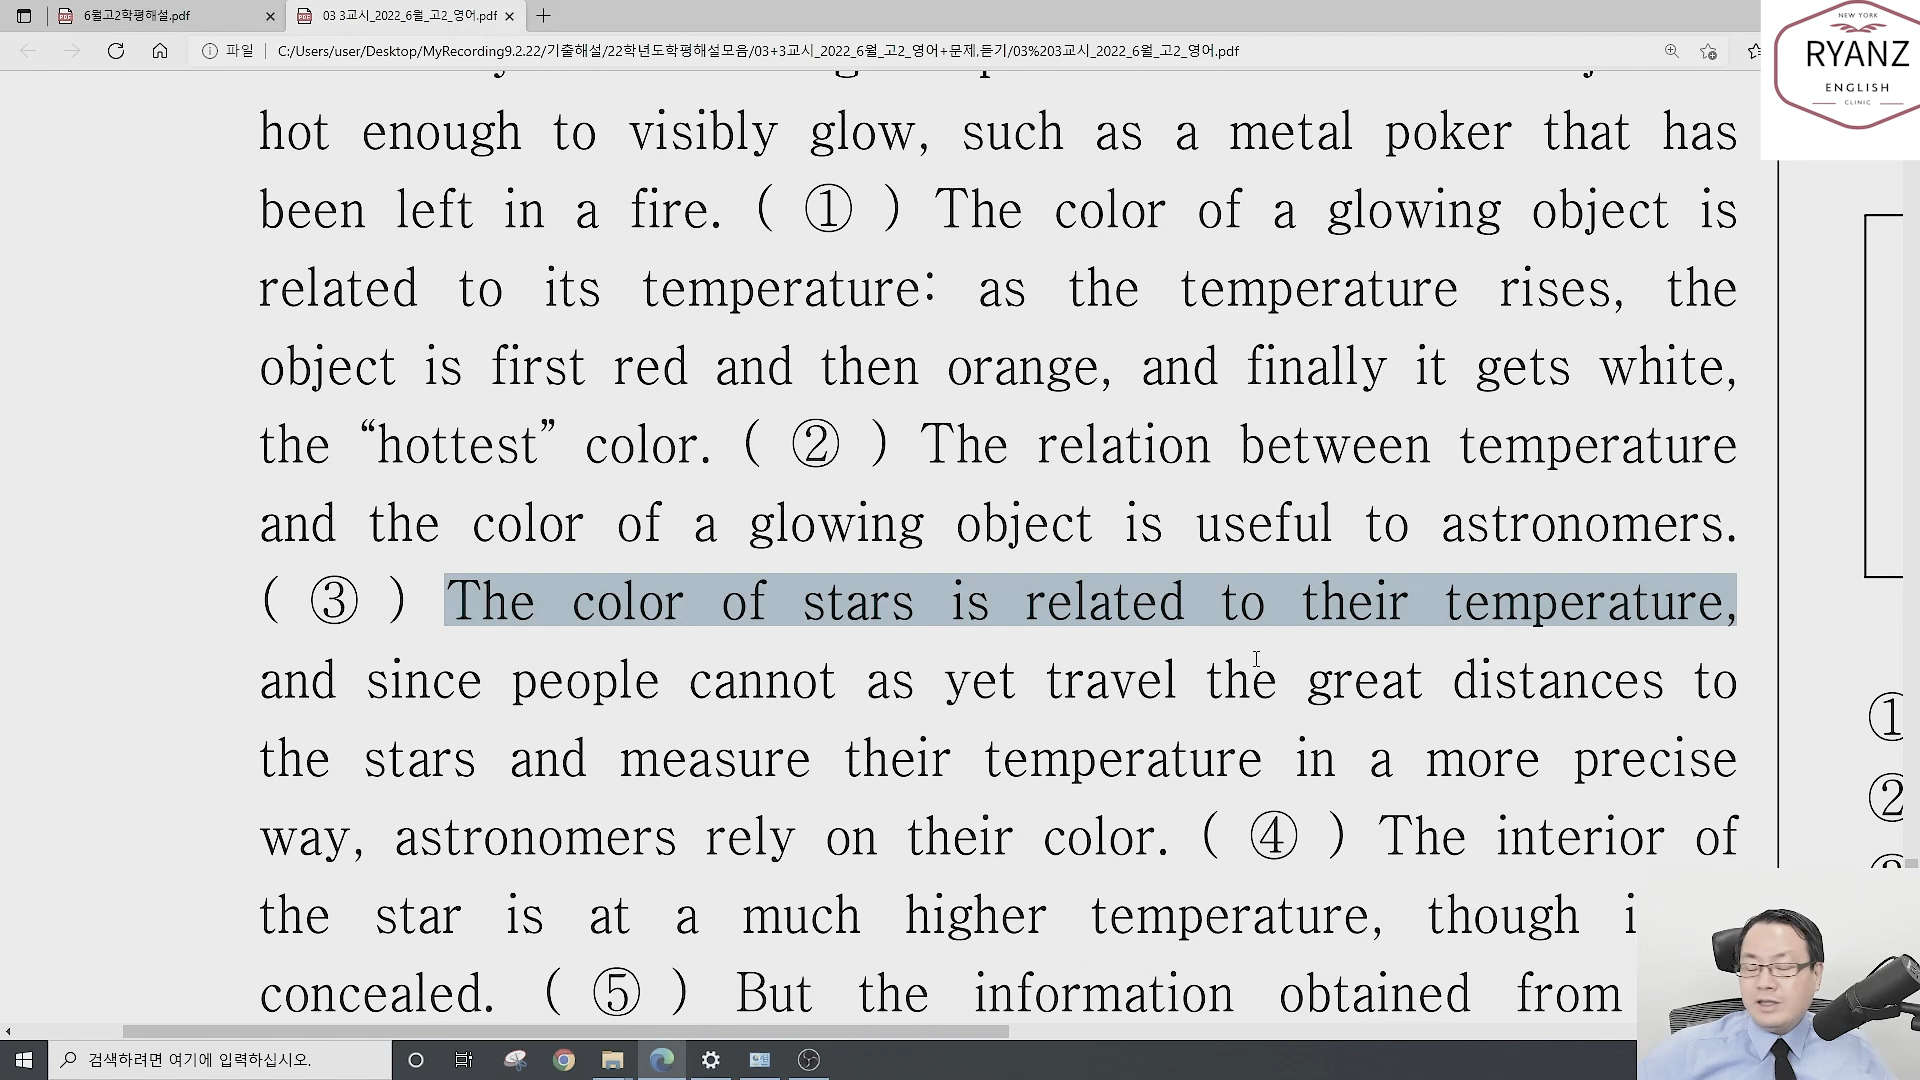 6월고2학평해설.pdf
03 3교시_2022_6월_고2_영어.pdf
파일
C:/Users/user/Desktop/MyRecording9.2.22/기출해설/22학년도학평해설모음/03+3교시_2022_6월_고2_영어+문제,듣기/03%203교시_2022_6월_고2_영어.pdf
NEW YORK
RYANZ
ENGLISH
CLINIC
hot enough to visibly glow, such as a metal poker that has
been left in a fire. ( ① ) The color of a glowing object is
related to its temperature: as the temperature rises, the
object is first red and then orange, and finally it gets white,
the “hottest” color. ( ② ) The relation between temperature
and the color of a glowing object is useful to astronomers.
( ③ ) The color of stars is related to their temperature,
and since people cannot as yet travel the great distances to
the stars and measure their temperature in a more precise
way, astronomers rely on their color. ( ④ ) The interior of
the star is at a much higher temperature, though
concealed. ( ⑤ ) But the information obtained from
①
②
검색하려면 여기에 입력하십시오.